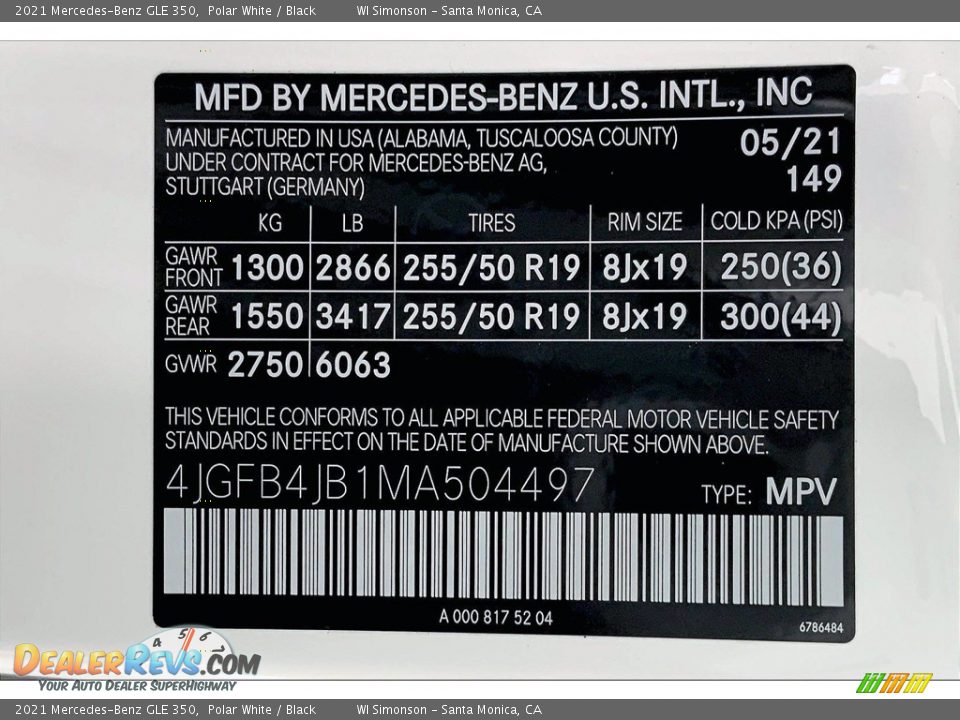 2021 Mercedes-Benz GLE 350, Polar White / Black WI Simonson - Santa Monica, CA
MFD BY MERCEDES-BENZ U.S. INTL., INC
MANUFACTURED IN USA (ALABAMA, TUSCALOOSA COUNTY) 05/21
UNDER CONTRACT FOR MERCEDES-BENZ AG,
STUTTGART (GERMANY) 149
KG LB TIRES RIM SIZE COLD KPA (PSI)
GAWR FRONT 1300 2866 255/50 R19 8Jx19 250(36)
GAWR REAR 1550 3417 255/50 R19 8Jx19 300(44)
GVWR 2750 6063
THIS VEHICLE CONFORMS TO ALL APPLICABLE FEDERAL MOTOR VEHICLE SAFETY
STANDARDS IN EFFECT ON THE DATE OF MANUFACTURE SHOWN ABOVE.
4JGFB4JB1MA504497 TYPE: MPV
A 000 817 52 04
6786484
4 5 6
DEALERREVS.COM
YOUR AUTO DEALER SUPERHIGHWAY
2021 Mercedes-Benz GLE 350, Polar White / Black WI Simonson - Santa Monica, CA